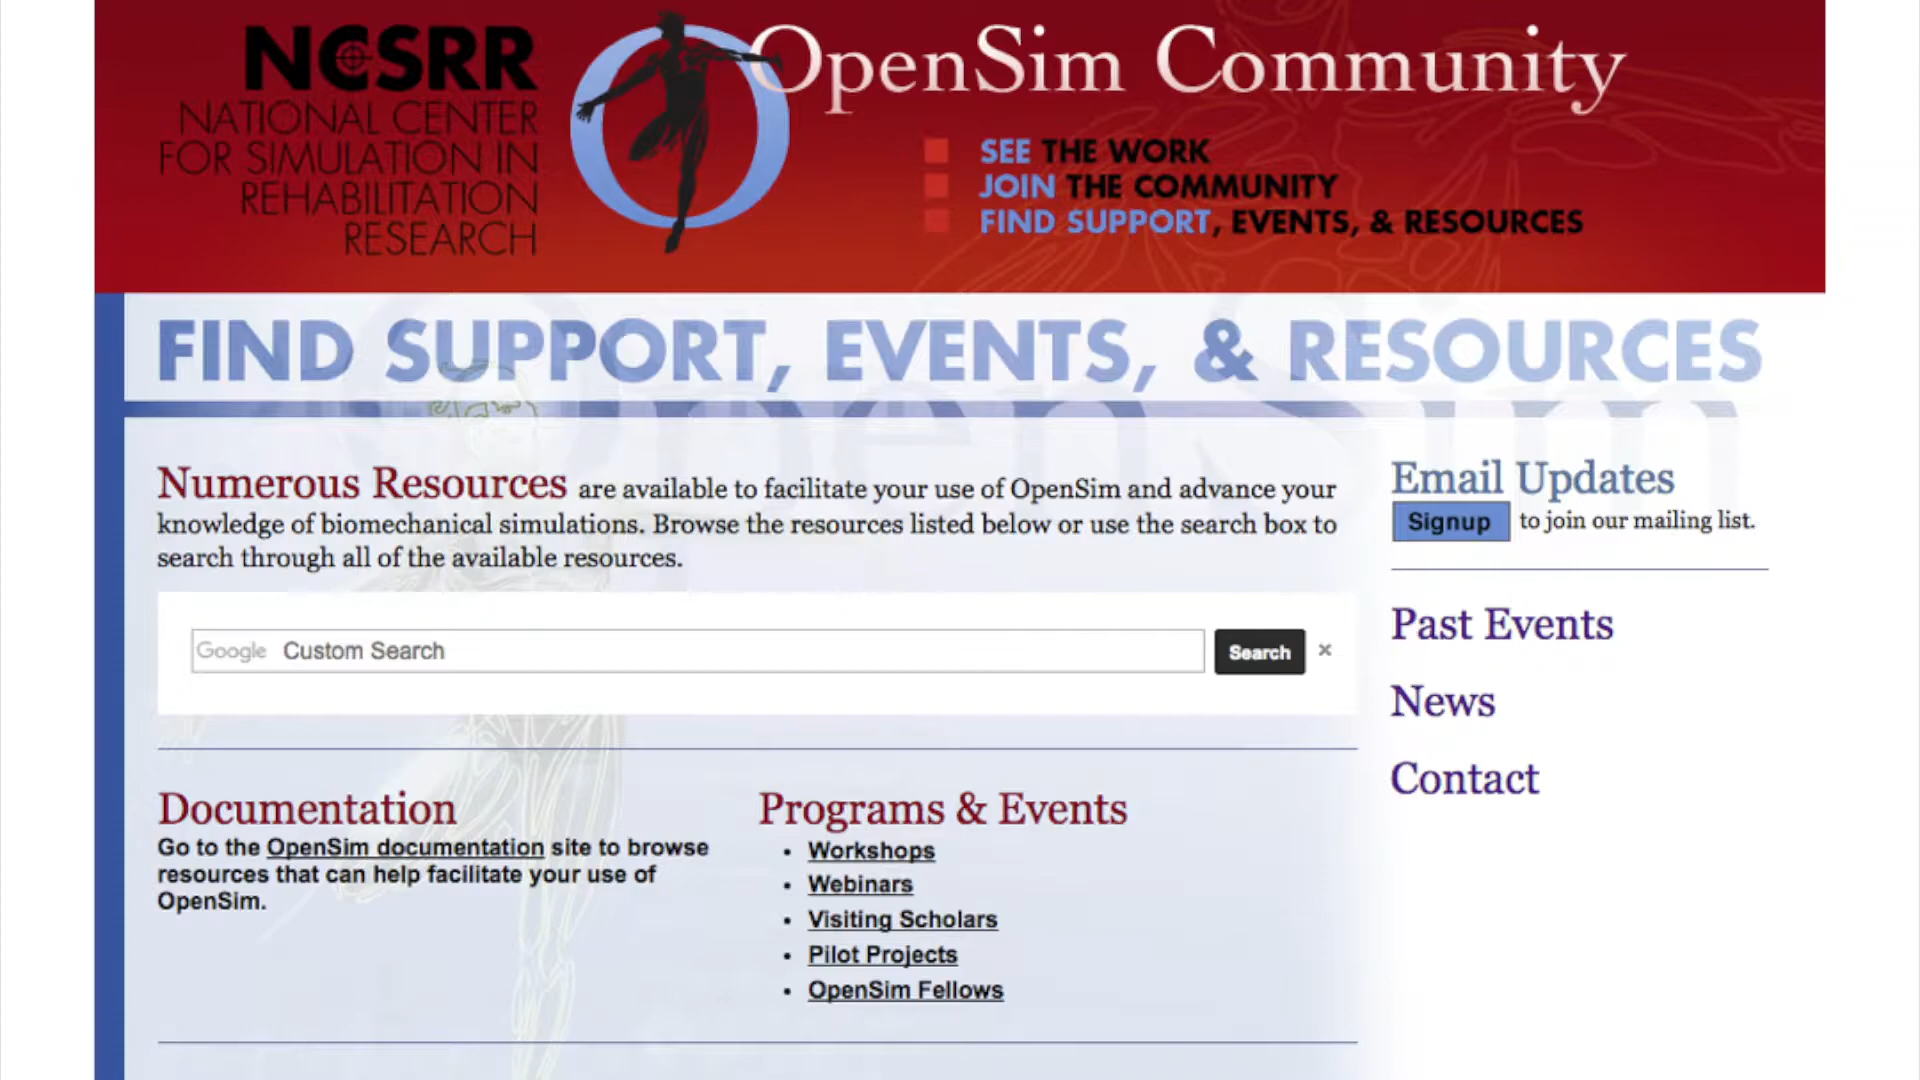 NCSRR
NATIONAL CENTER
FOR SIMULATION IN
REHABILITATION
RESEARCH
OpenSim Community
SEE THE WORK
JOIN THE COMMUNITY
FIND SUPPORT, EVENTS, & RESOURCES
FIND SUPPORT, EVENTS, & RESOURCES
OpenSim
Numerous Resources are available to facilitate your use of OpenSim and advance your
knowledge of biomechanical simulations. Browse the resources listed below or use the search box to
search through all of the available resources.
Google Custom Search
Search ×
Documentation
Go to the OpenSim documentation site to browse
resources that can help facilitate your use of
OpenSim.
Programs & Events
• Workshops
• Webinars
• Visiting Scholars
• Pilot Projects
• OpenSim Fellows
Email Updates
Signup to join our mailing list.
Past Events
News
Contact